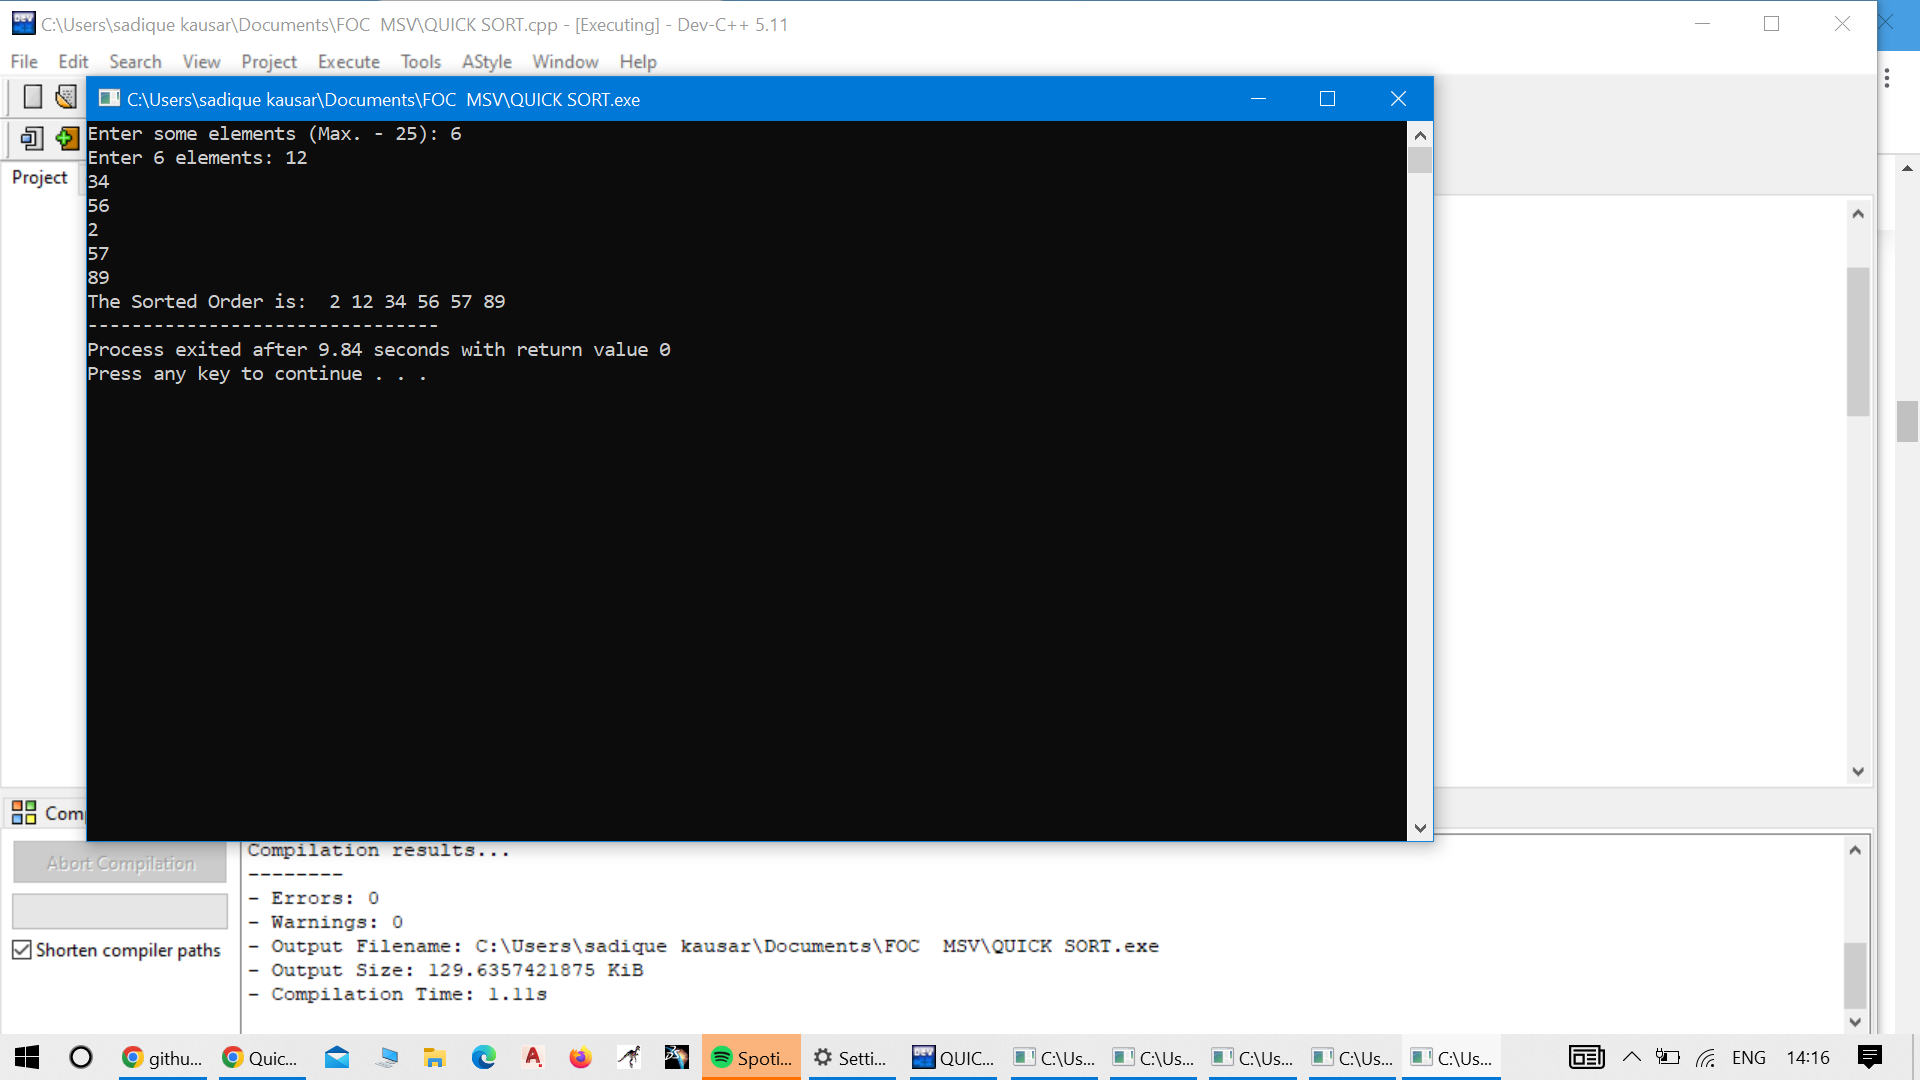 C:\Users\sadique kausar\Documents\FOC  MSV\QUICK SORT.cpp - [Executing] - Dev-C++ 5.11
File Edit Search View Project Execute Tools AStyle Window Help
C:\Users\sadique kausar\Documents\FOC  MSV\QUICK SORT.exe
Project
Enter some elements (Max. - 25): 6
Enter 6 elements: 12
34
56
2
57
89
The Sorted Order is:  2 12 34 56 57 89
--------------------------------
Process exited after 9.84 seconds with return value 0
Press any key to continue . . .
Com
Abort Compilation
Shorten compiler paths
Compilation results...
--------
- Errors: 0
- Warnings: 0
- Output Filename: C:\Users\sadique kausar\Documents\FOC  MSV\QUICK SORT.exe
- Output Size: 129.6357421875 KiB
- Compilation Time: 1.11s
githu... Quic... Spoti... Setti... QUIC... C:\Us... C:\Us... C:\Us... C:\Us... C:\Us... ENG 14:16